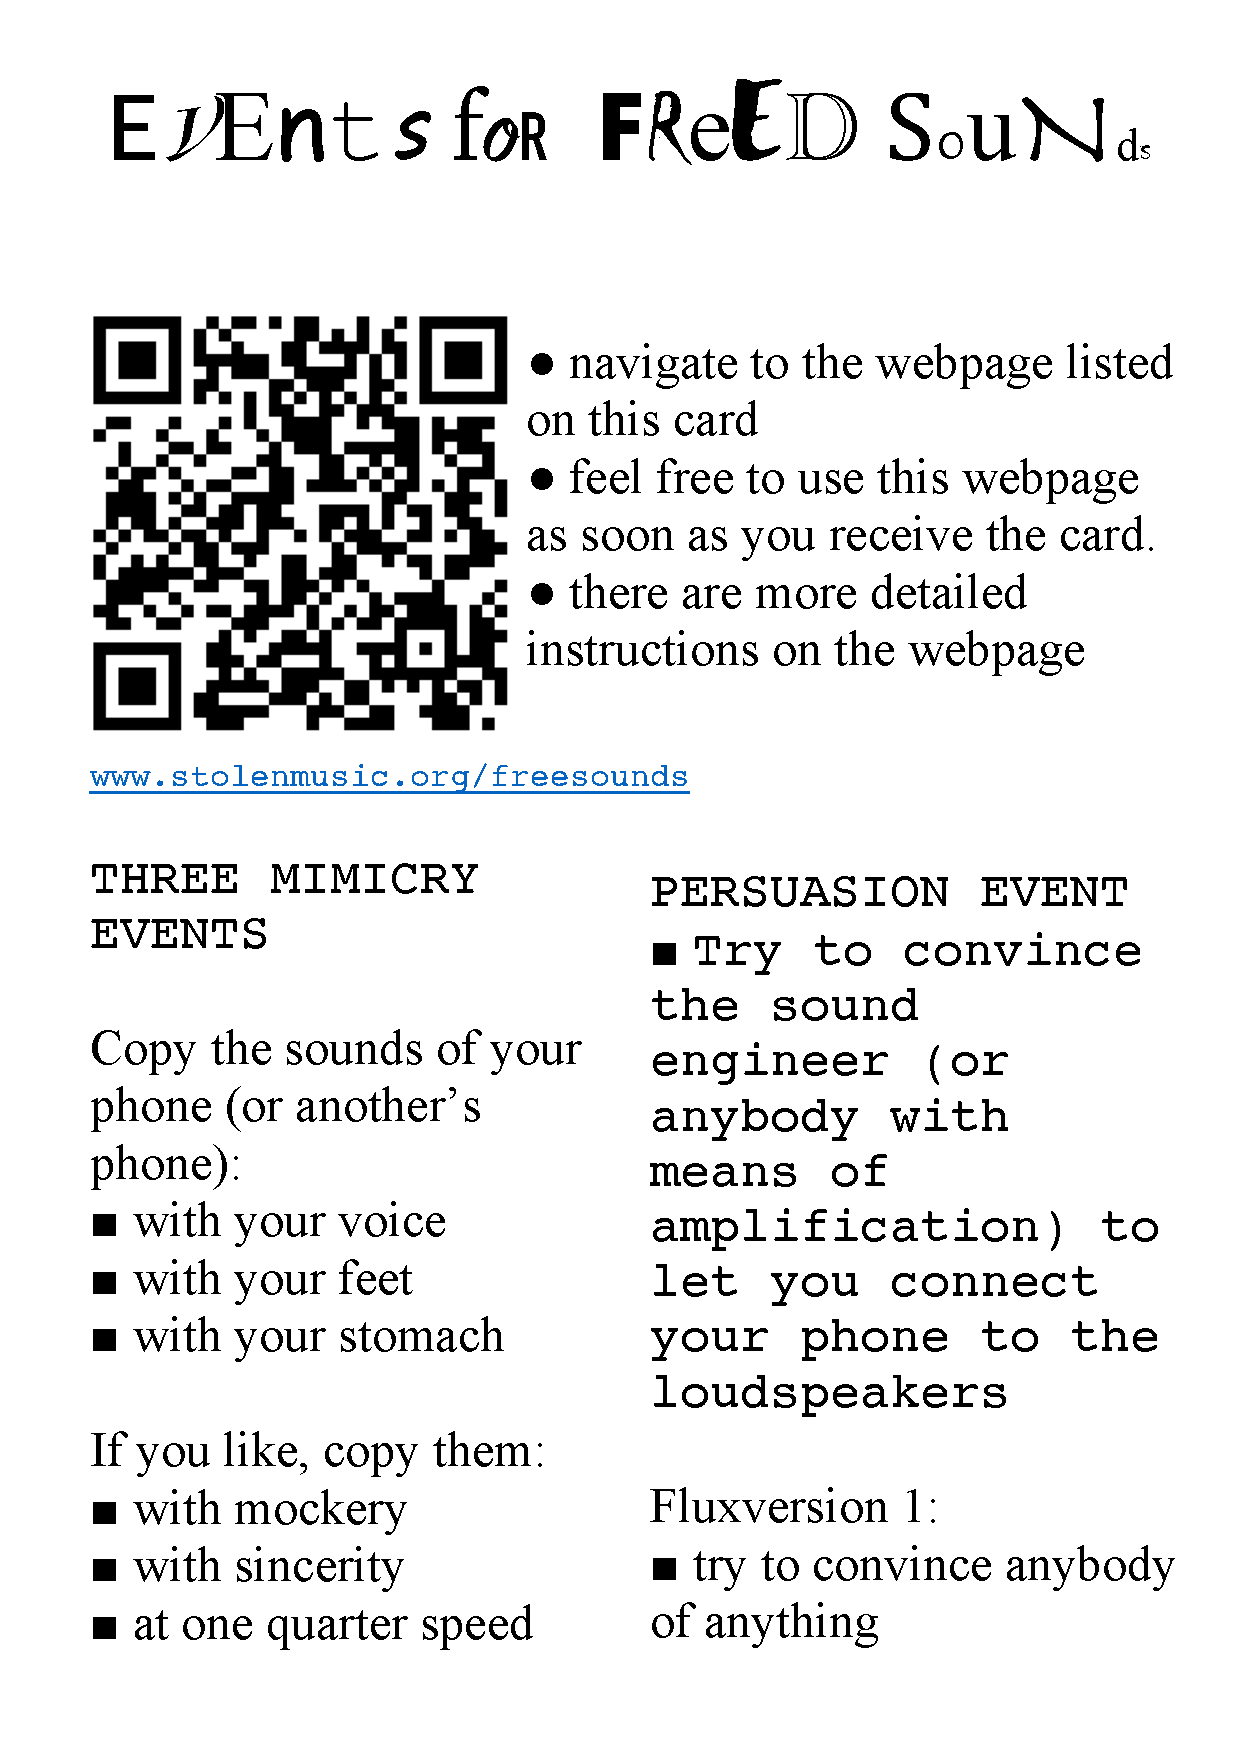 EVEnts foR FReED SouNds
● navigate to the webpage listed
on this card
● feel free to use this webpage
as soon as you receive the card.
● there are more detailed
instructions on the webpage
www.stolenmusic.org/freesounds
THREE MIMICRY
EVENTS
Copy the sounds of your
phone (or another’s
phone):
■ with your voice
■ with your feet
■ with your stomach
If you like, copy them:
■ with mockery
■ with sincerity
■ at one quarter speed
PERSUASION EVENT
■ Try to convince
the sound
engineer (or
anybody with
means of
amplification) to
let you connect
your phone to the
loudspeakers
Fluxversion 1:
■ try to convince anybody
of anything